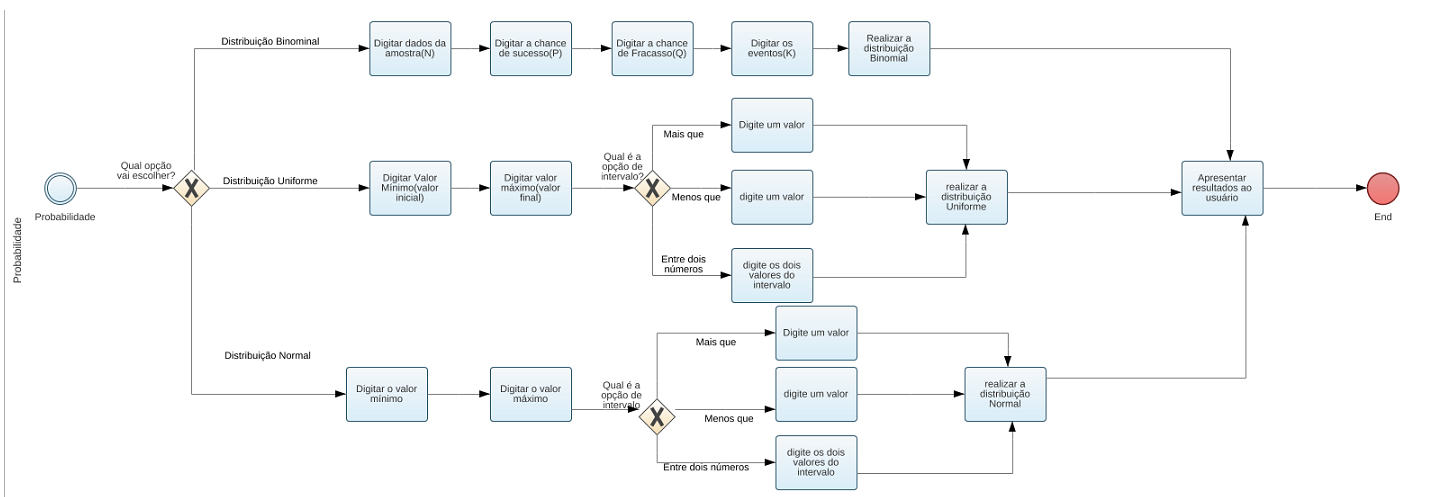 Probabilidade
Probabilidade
Qual opção
vai escolher?
Distribuição Binominal
Digitar dados da
amostra(N)
Digitar a chance
de sucesso(P)
Digitar a chance
de Fracasso(Q)
Digitar os
eventos(K)
Realizar a
distribuição
Binomial
Distribuição Uniforme
Digitar Valor
Mínimo(valor
inicial)
Digitar valor
máximo(valor
final)
Qual é a
opção de
intervalo?
Mais que
Digite um valor
Menos que
digite um valor
Entre dois
números
digite os dois
valores do
intervalo
realizar a
distribuição
Uniforme
Apresentar
resultados ao
usuário
End
Distribuição Normal
Digitar o valor
mínimo
Digitar o valor
máximo
Qual é a
opção de
intervalo
Mais que
Digite um valor
Menos que
digite um valor
Entre dois números
digite os dois
valores do
intervalo
realizar a
distribuição
Normal